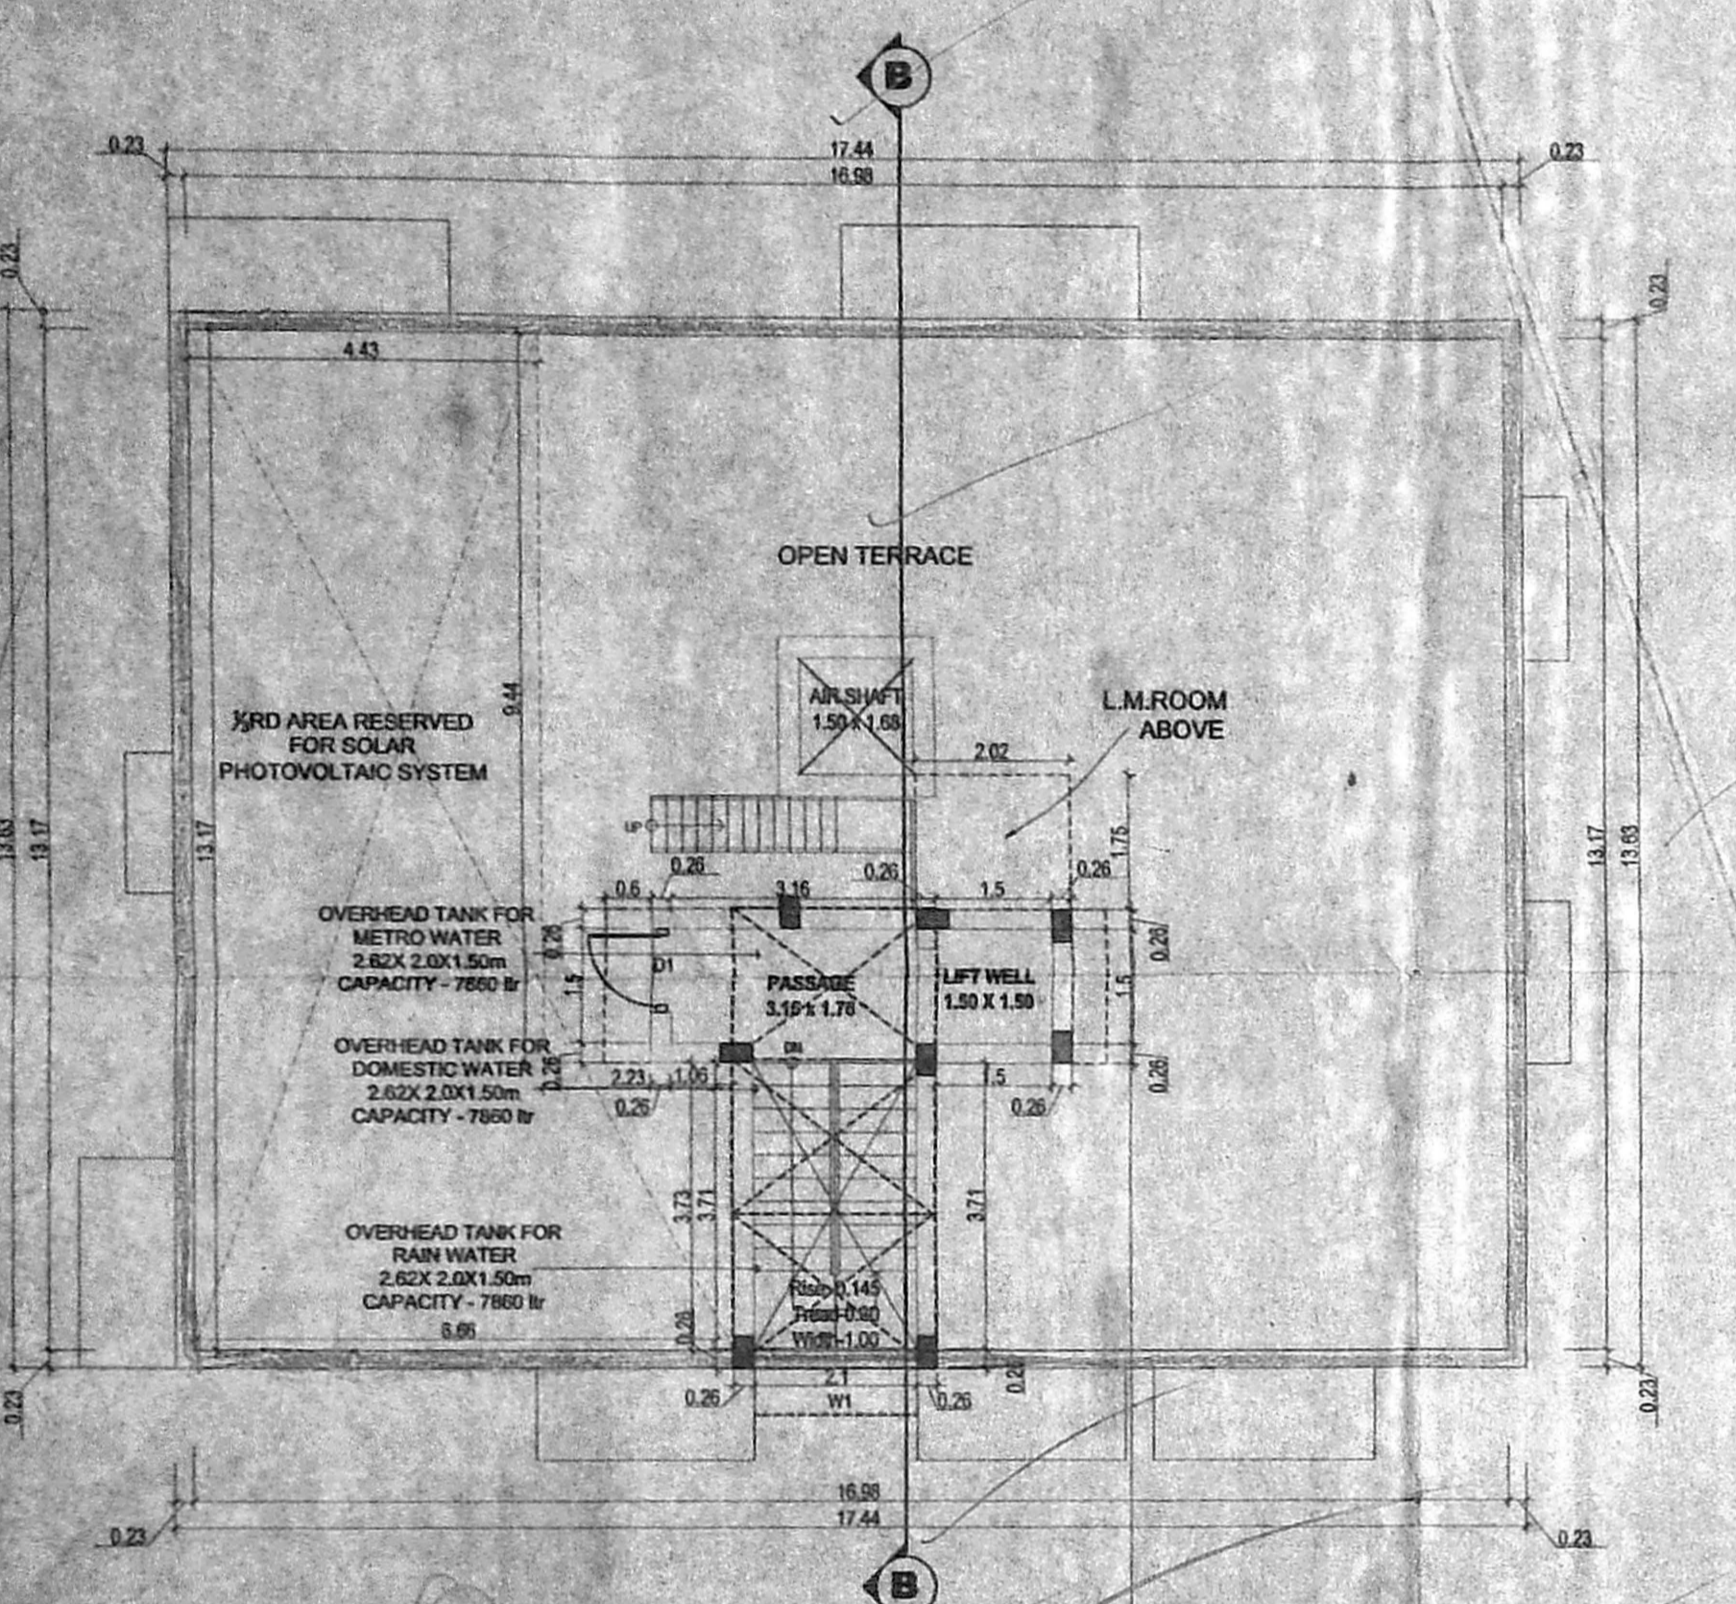 B
0.23
17.44
0.23
16.98
0.23
0.23
4.43
OPEN TERRACE
9.44
AIR SHAFT
1.50 x 1.68
L.M.ROOM
ABOVE
2.02
⅓RD AREA RESERVED
FOR SOLAR
PHOTOVOLTAIC SYSTEM
UP
13.63
13.17
13.17
1.75
13.17
13.63
0.26
0.26
0.26
0.6
3.16
1.5
OVERHEAD TANK FOR
METRO WATER
2.62X 2.0X1.50m
CAPACITY - 7860 ltr
0.26
D1
1.5
PASSAGE
LIFT WELL
1.50 X 1.50
0.26
1.5
OVERHEAD TANK FOR
DOMESTIC WATER
2.62X 2.0X1.50m
CAPACITY - 7860 ltr
0.26
DN
2.23
1.06
0.26
1.5
0.26
0.26
3.73
3.71
3.71
OVERHEAD TANK FOR
RAIN WATER
2.62X 2.0X1.50m
CAPACITY - 7860 ltr
6.66
0.26
Rise-0.145
Width-1.00
2.1
0.26
W1
0.26
0.23
0.23
16.98
17.44
0.23
0.23
B